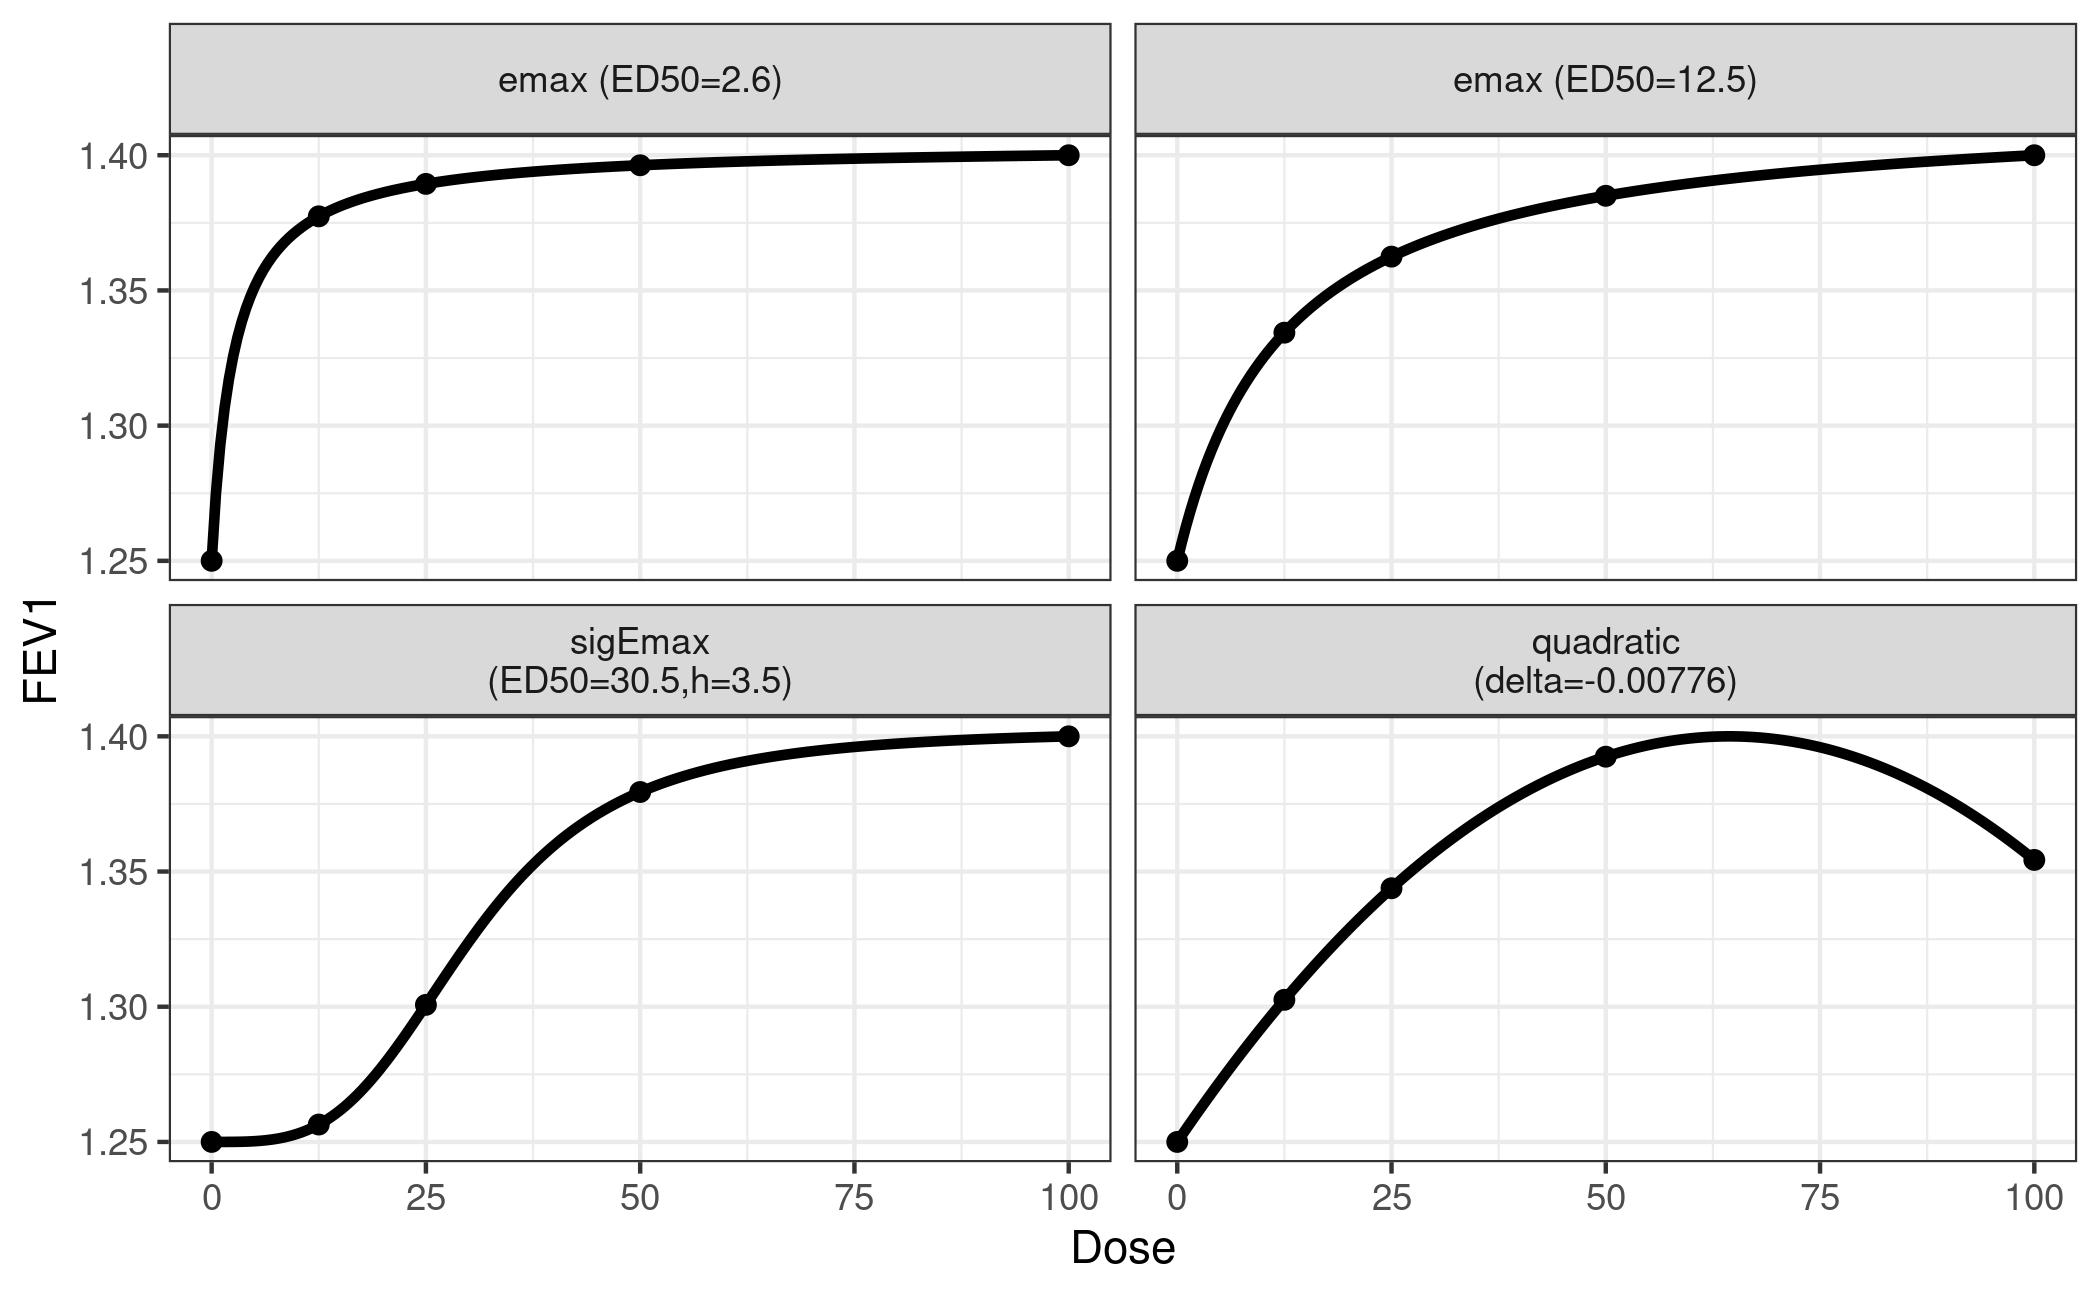 emax (ED50=2.6)
emax (ED50=12.5)
1.40
1.35
1.30
1.25
FEV1
sigEmax
(ED50=30.5,h=3.5)
quadratic
(delta=-0.00776)
1.40
1.35
1.30
1.25
0 25 50 75 100
0 25 50 75 100
Dose